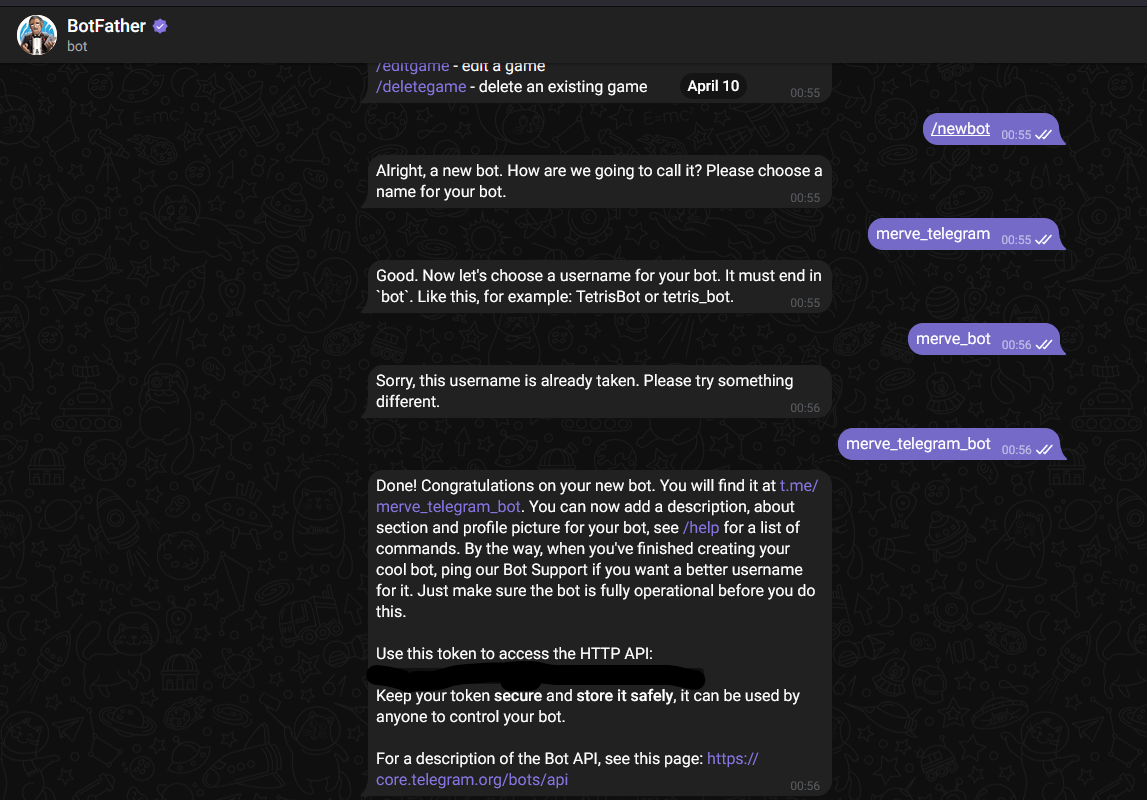 BotFather
bot
/editgame - edit a game
/deletegame - delete an existing game
April 10
00:55
/newbot 00:55
Alright, a new bot. How are we going to call it? Please choose a
name for your bot.
00:55
merve_telegram 00:55
Good. Now let's choose a username for your bot. It must end in
`bot`. Like this, for example: TetrisBot or tetris_bot.
00:55
merve_bot 00:56
Sorry, this username is already taken. Please try something
different.
00:56
merve_telegram_bot 00:56
Done! Congratulations on your new bot. You will find it at t.me/
merve_telegram_bot. You can now add a description, about
section and profile picture for your bot, see /help for a list of
commands. By the way, when you've finished creating your
cool bot, ping our Bot Support if you want a better username
for it. Just make sure the bot is fully operational before you do
this.
Use this token to access the HTTP API:
Keep your token secure and store it safely, it can be used by
anyone to control your bot.
For a description of the Bot API, see this page: https://
core.telegram.org/bots/api
00:56